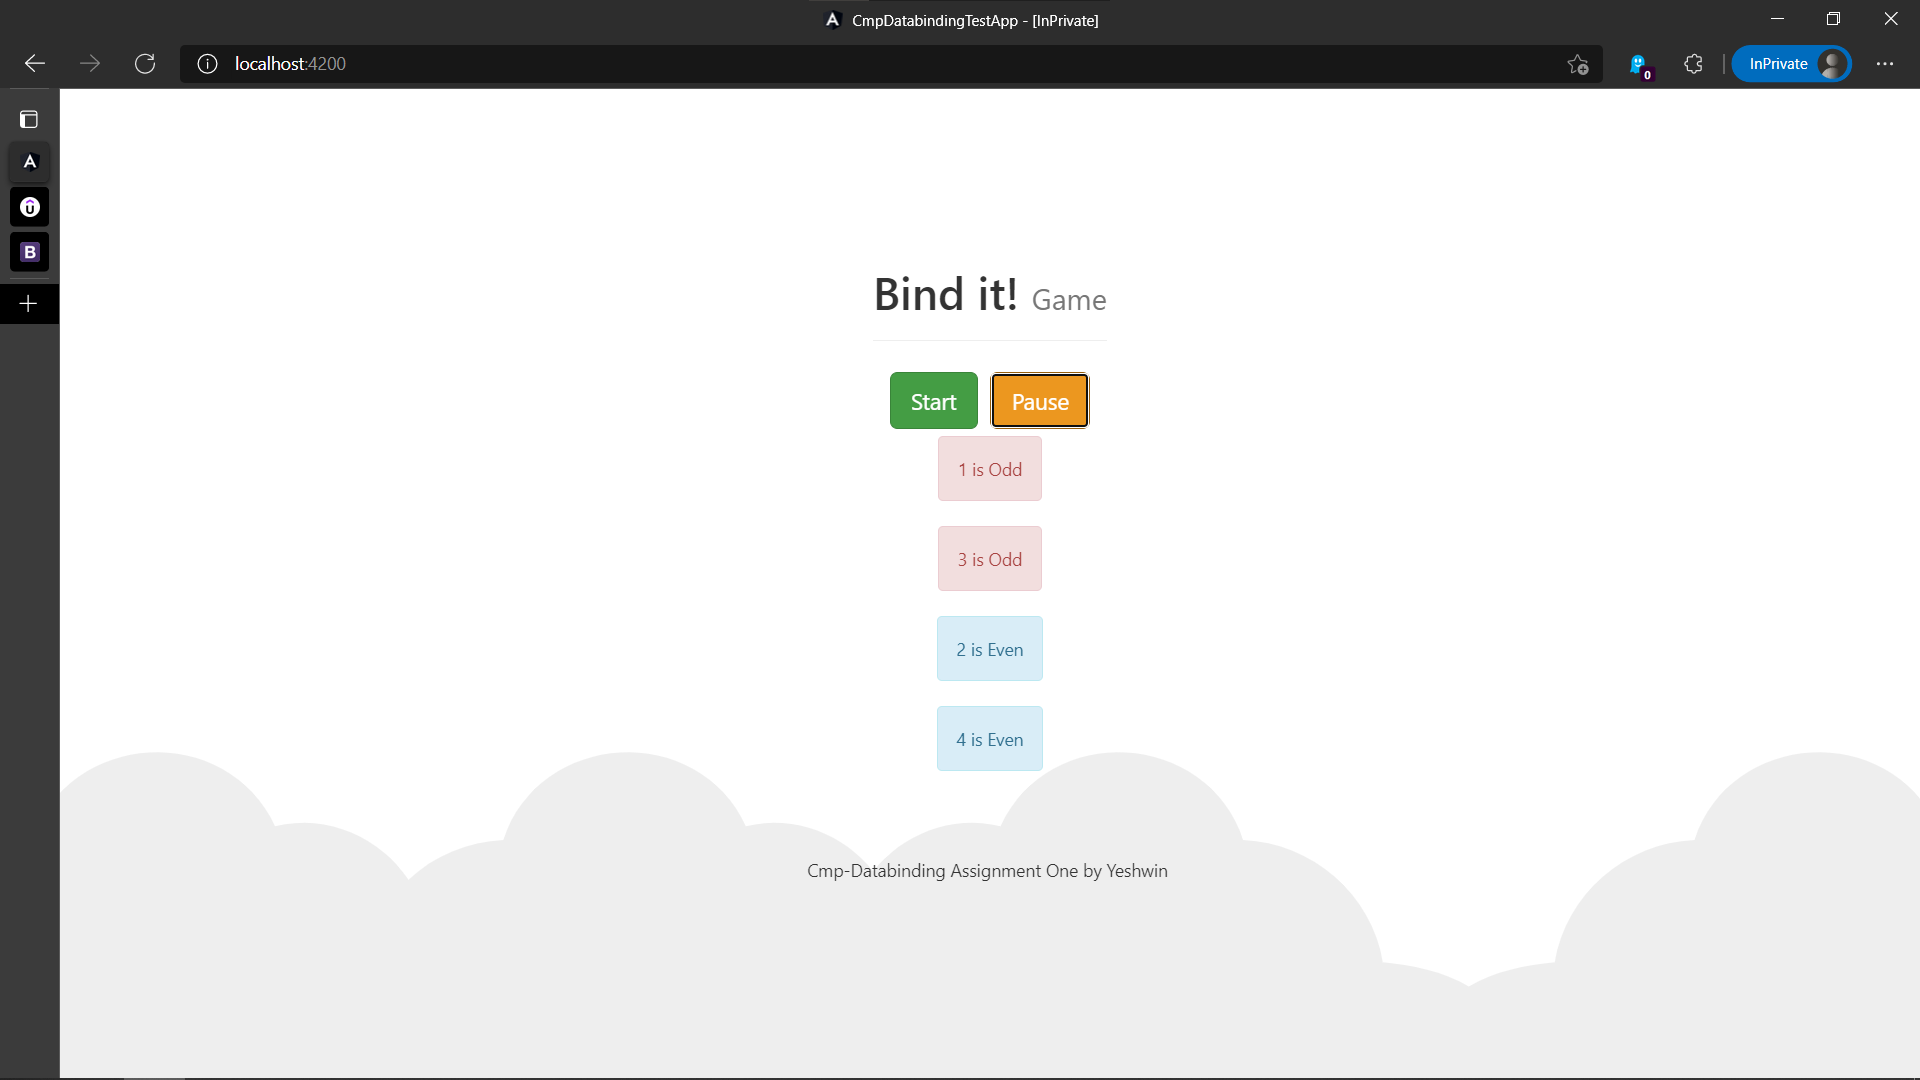 CmpDatabindingTestApp - [InPrivate]
localhost:4200
0
InPrivate
A
B
Bind it! Game
Start
Pause
1 is Odd
3 is Odd
2 is Even
4 is Even
Cmp-Databinding Assignment One by Yeshwin